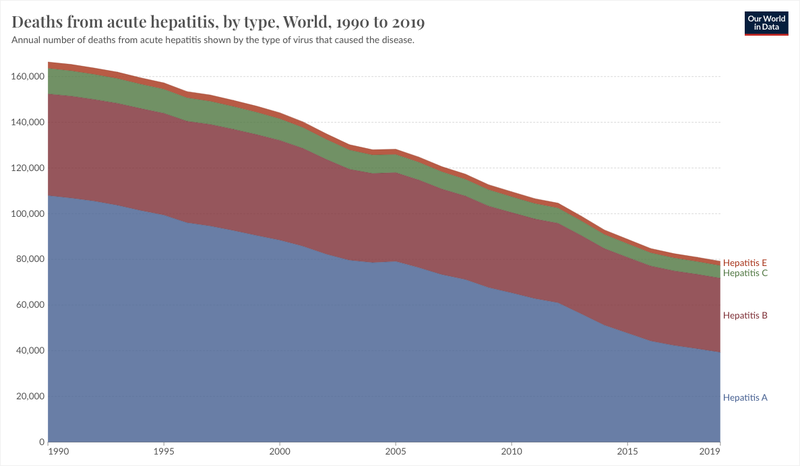 Deaths from acute hepatitis, by type, World, 1990 to 2019
Annual number of deaths from acute hepatitis shown by the type of virus that caused the disease.
Our World
in Data
160,000
140,000
120,000
100,000
80,000
60,000
40,000
20,000
0
Hepatitis E
Hepatitis C
Hepatitis B
Hepatitis A
1990
1995
2000
2005
2010
2015
2019